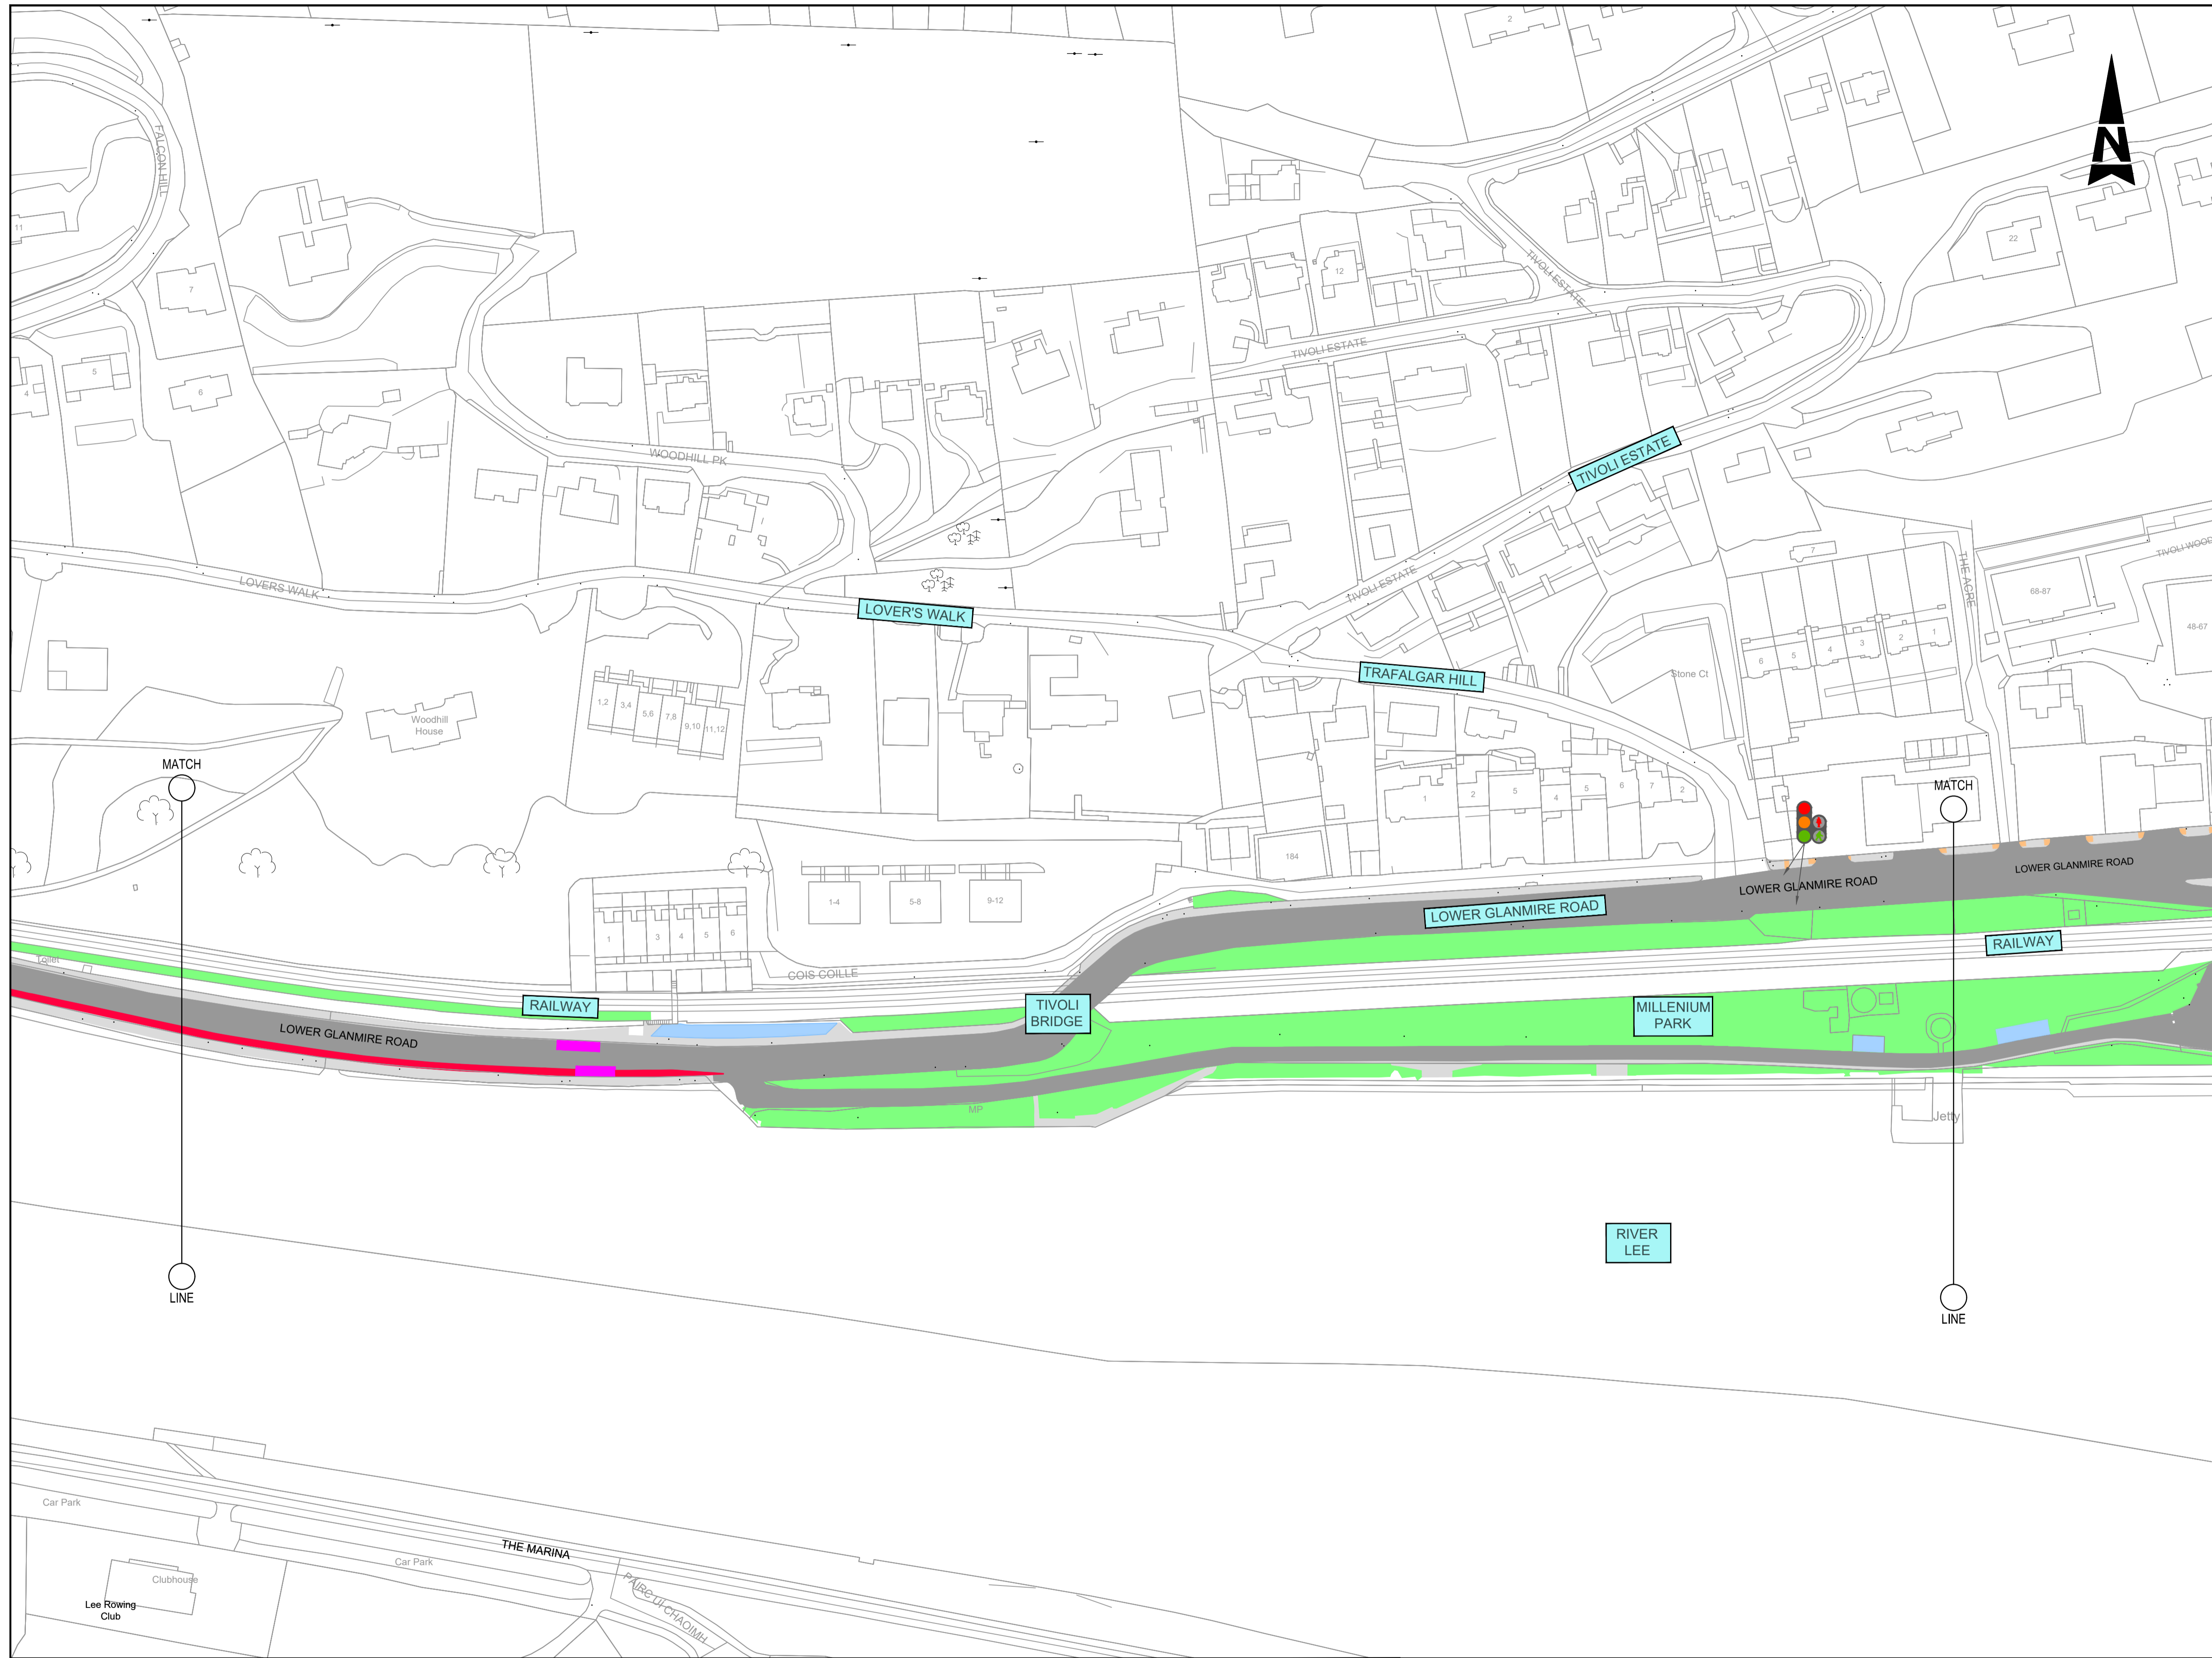 2
FALCON HILL
N
11
7
12
TIVOLI ESTATE
22
TIVOLI ESTATE
5
4
6
WOODHILL PK
TIVOLI ESTATE
7
THE ACRE
TIVOLI WOOD
LOVERS WALK
TIVOLI ESTATE
68-87
LOVER'S WALK
48-67
6
5
4
3
2
1
TRAFALGAR HILL
Stone Ct
1,2
3,4
5,6
7,8
9,10
11,12
Woodhill
House
MATCH
MATCH
1
2
5
4
5
6
7
2
184
LOWER GLANMIRE ROAD
LOWER GLANMIRE ROAD
LOWER GLANMIRE ROAD
1-4
5-8
9-12
1
3
4
5
6
RAILWAY
Toilet
COIS COILLE
RAILWAY
TIVOLI
BRIDGE
MILLENIUM
PARK
LOWER GLANMIRE ROAD
MP
Jetty
RIVER
LEE
LINE
LINE
Car Park
THE MARINA
Car Park
Clubhouse
Lee Rowing
Club
PAIRC UI CHAOIMH